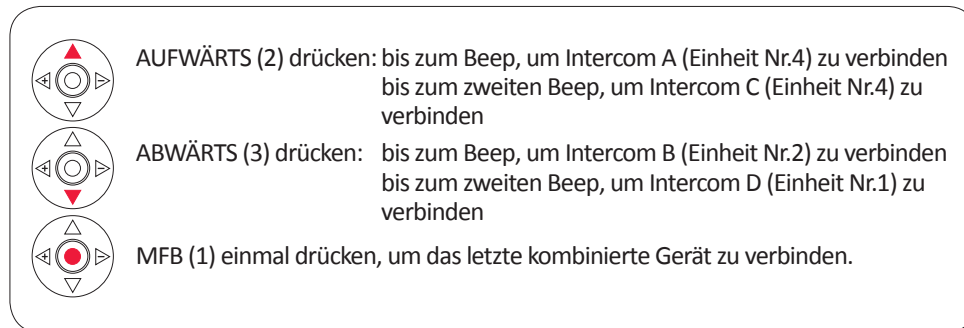 AUFWÄRTS (2) drücken: bis zum Beep, um Intercom A (Einheit Nr.4) zu verbinden
bis zum zweiten Beep, um Intercom C (Einheit Nr.4) zu
verbinden
ABWÄRTS (3) drücken: bis zum Beep, um Intercom B (Einheit Nr.2) zu verbinden
bis zum zweiten Beep, um Intercom D (Einheit Nr.1) zu
verbinden
MFB (1) einmal drücken, um das letzte kombinierte Gerät zu verbinden.